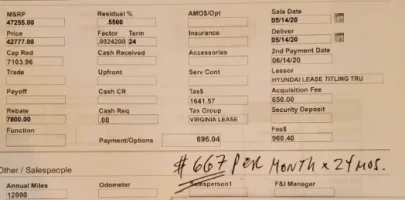 MSRP Residual % AMOS/Opt Sale Date
47255.00 .5500 05/14/20
Price Factor Term Insurance Deliver
42777.00 .0024200 24 05/14/20
Cap Red Cash Received Accessories 2nd Payment Date
7103.96 06/14/20
Trade Upfront Serv Cont Lessor
HYUNDAI LEASE TITLING TRU
Payoff Cash CR Tax$ Acquisition Fee
1641.57 650.00
Rebate Cash Req Tax Group Security Deposit
7800.00 .00 VIRGINIA LEASE
Function Fee$
Payment/Options 695.04 969.40
$667 PER MONTH x 24 MOS.
Other / Salespeople
Annual Miles Odometer Salesperson1 F&I Manager
12000